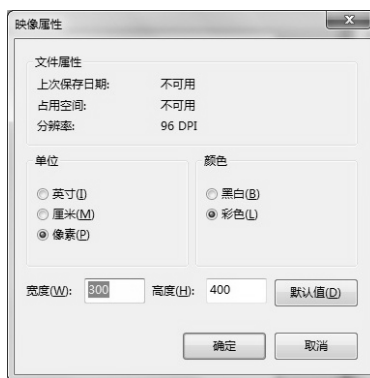 映像属性
文件属性
上次保存日期: 不可用
占用空间: 不可用
分辨率: 96 DPI
单位 颜色
英寸(I) 黑白(B)
厘米(M) 彩色(L)
像素(P)
宽度(W): 300 高度(H): 400 默认值(D)
确定 取消